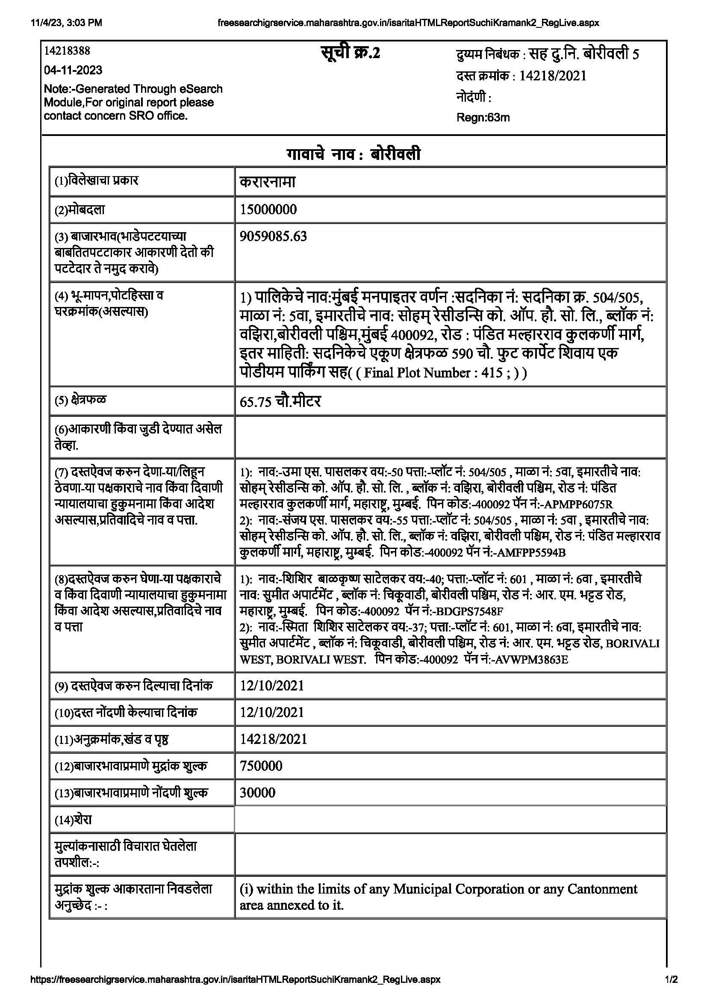 11/4/23, 3:03 PM
freesearchigrservice.maharashtra.gov.in/isaritaHTMLReportSuchiKramank2_RegLive.aspx
14218388
04-11-2023
Note:-Generated Through eSearch
Module,For original report please
contact concern SRO office.
सूची क्र.2
दुय्यम निबंधक : सह दु.नि. बोरीवली 5
दस्त क्रमांक : 14218/2021
नोदंणी :
Regn:63m
गावाचे नाव : बोरीवली
(1)विलेखाचा प्रकार
करारनामा
(2)मोबदला
15000000
(3) बाजारभाव(भाडेपटटयाच्या
बाबतितपटटाकार आकारणी देतो की
पटटेदार ते नमुद करावे)
9059085.63
(4) भू-मापन,पोटहिस्सा व
घरक्रमांक(असल्यास)
1) पालिकेचे नाव:मुंबई मनपाइतर वर्णन :सदनिका नं: सदनिका क्र. 504/505,
माळा नं: 5वा, इमारतीचे नाव: सोहम् रेसीडन्सि को. ऑप. हौ. सो. लि., ब्लॉक नं:
वझिरा,बोरीवली पश्चिम,मुंबई 400092, रोड : पंडित मल्हारराव कुलकर्णी मार्ग,
इतर माहिती: सदनिकेचे एकूण क्षेत्रफळ 590 चौ. फुट कार्पेट शिवाय एक
पोडीयम पार्किंग सह( ( Final Plot Number : 415 ; ) )
(5) क्षेत्रफळ
65.75 चौ.मीटर
(6)आकारणी किंवा जुडी देण्यात असेल
तेव्हा.
(7) दस्तऐवज करुन देणा-या/लिहून
ठेवणा-या पक्षकाराचे नाव किंवा दिवाणी
न्यायालयाचा हुकुमनामा किंवा आदेश
असल्यास,प्रतिवादिचे नाव व पत्ता.
1): नाव:-उमा एस. पासलकर वय:-50 पत्ता:-प्लॉट नं: 504/505 , माळा नं: 5वा, इमारतीचे नाव:
सोहम् रेसीडन्सि को. ऑप. हौ. सो. लि. , ब्लॉक नं: वझिरा, बोरीवली पश्चिम, रोड नं: पंडित
मल्हारराव कुलकर्णी मार्ग, महाराष्ट्र, मुम्बई. पिन कोड:-400092 पॅन नं:-APMPP6075R
2): नाव:-संजय एस. पासलकर वय:-55 पत्ता:-प्लॉट नं: 504/505 , माळा नं: 5वा , इमारतीचे नाव:
सोहम् रेसीडन्सि को. ऑप. हौ. सो. लि., ब्लॉक नं: वझिरा, बोरीवली पश्चिम, रोड नं: पंडित मल्हारराव
कुलकर्णी मार्ग, महाराष्ट्र, मुम्बई. पिन कोड:-400092 पॅन नं:-AMFPP5594B
(8)दस्तऐवज करुन घेणा-या पक्षकाराचे
व किंवा दिवाणी न्यायालयाचा हुकुमनामा
किंवा आदेश असल्यास,प्रतिवादिचे नाव
व पत्ता
1): नाव:-शिशिर बाळकृष्ण साटेलकर वय:-40; पत्ता:-प्लॉट नं: 601 , माळा नं: 6वा , इमारतीचे
नाव: सुमीत अपार्टमेंट , ब्लॉक नं: चिकूवाडी, बोरीवली पश्चिम, रोड नं: आर. एम. भट्टड रोड,
महाराष्ट्र, मुम्बई. पिन कोड:-400092 पॅन नं:-BDGPS7548F
2): नाव:-स्मिता शिशिर साटेलकर वय:-37; पत्ता:-प्लॉट नं: 601, माळा नं: 6वा, इमारतीचे नाव:
सुमीत अपार्टमेंट , ब्लॉक नं: चिकूवाडी, बोरीवली पश्चिम, रोड नं: आर. एम. भट्टड रोड, BORIVALI
WEST, BORIVALI WEST. पिन कोड:-400092 पॅन नं:-AVWPM3863E
(9) दस्तऐवज करुन दिल्याचा दिनांक
12/10/2021
(10)दस्त नोंदणी केल्याचा दिनांक
12/10/2021
(11)अनुक्रमांक,खंड व पृष्ठ
14218/2021
(12)बाजारभावाप्रमाणे मुद्रांक शुल्क
750000
(13)बाजारभावाप्रमाणे नोंदणी शुल्क
30000
(14)शेरा
मुल्यांकनासाठी विचारात घेतलेला
तपशील:-:
मुद्रांक शुल्क आकारताना निवडलेला
अनुच्छेद :- :
(i) within the limits of any Municipal Corporation or any Cantonment
area annexed to it.
https://freesearchigrservice.maharashtra.gov.in/isaritaHTMLReportSuchiKramank2_RegLive.aspx
1/2